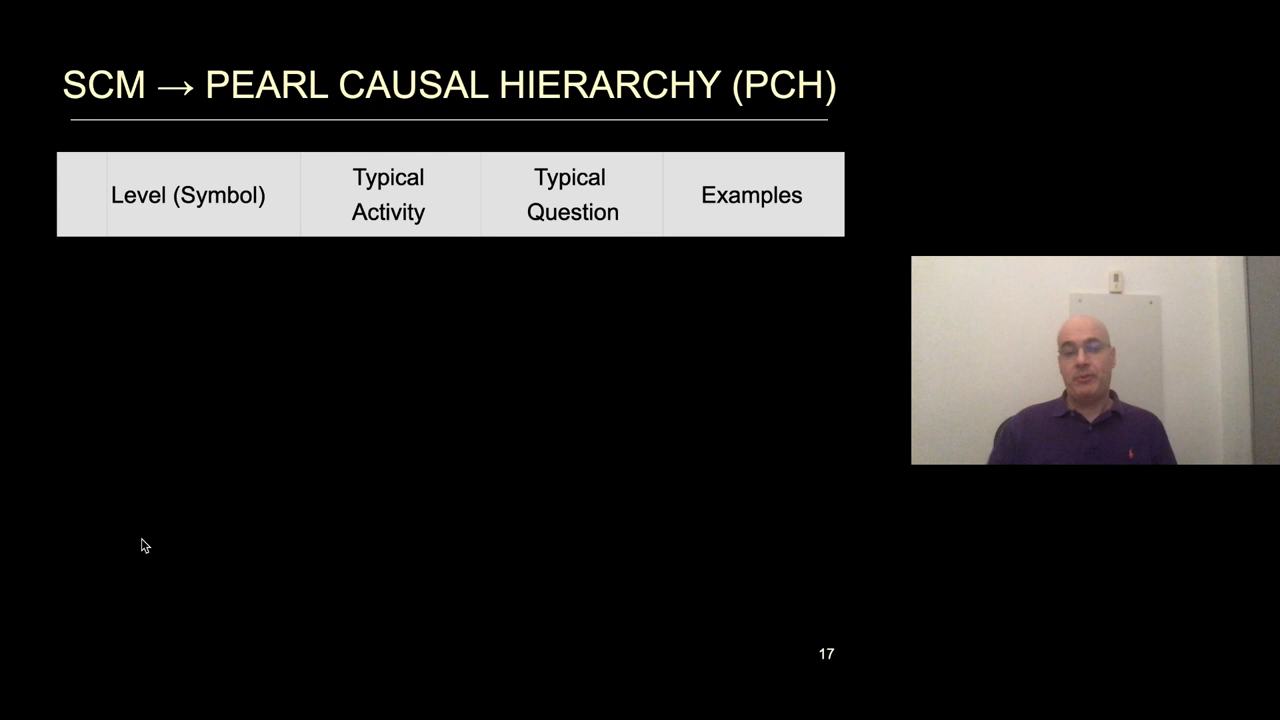 SCM → PEARL CAUSAL HIERARCHY (PCH)
Level (Symbol)
Typical
Activity
Typical
Question
Examples
17